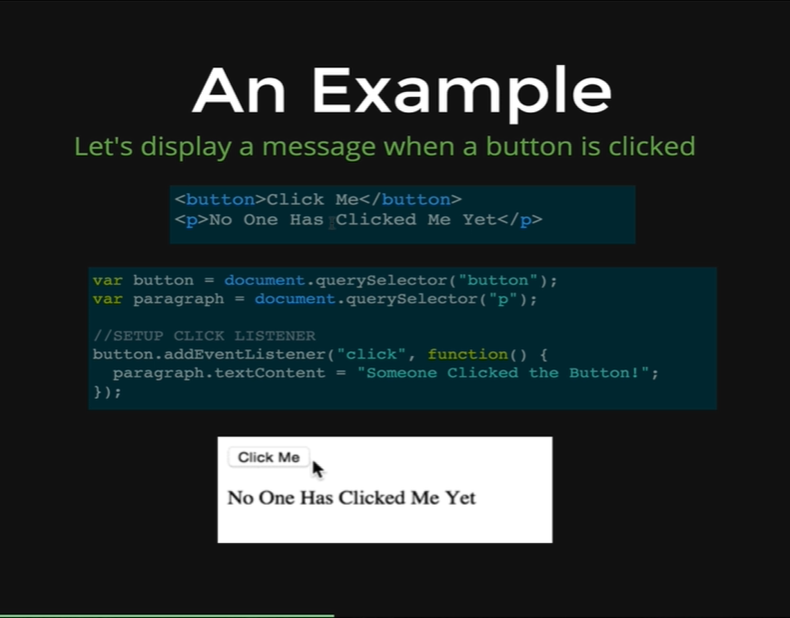 An Example
Let's display a message when a button is clicked
<button>Click Me</button>
<p>No One Has Clicked Me Yet</p>
var button = document.querySelector("button");
var paragraph = document.querySelector("p");
//SETUP CLICK LISTENER
button.addEventListener("click", function() {
  paragraph.textContent = "Someone Clicked the Button!";
});
Click Me
No One Has Clicked Me Yet